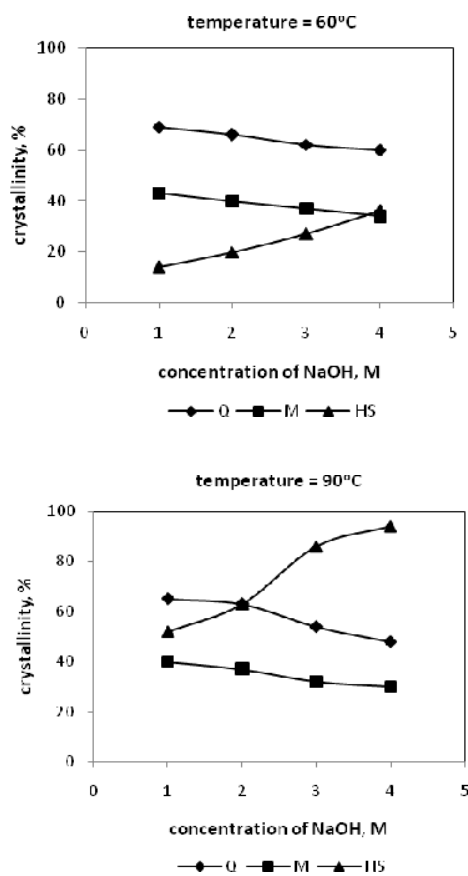 temperature = 60°C
100
80
60
40
20
0
crystallinity, %
0 1 2 3 4 5
concentration of NaOH, M
Q M HS
temperature = 90°C
100
80
60
40
20
0
crystallinity, %
0 1 2 3 4 5
concentration of NaOH, M
Q M HS